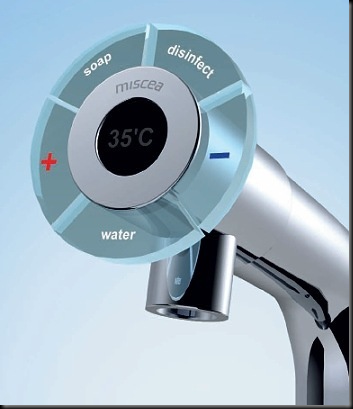 soap
disinfect
miscea
35'C
+
−
water